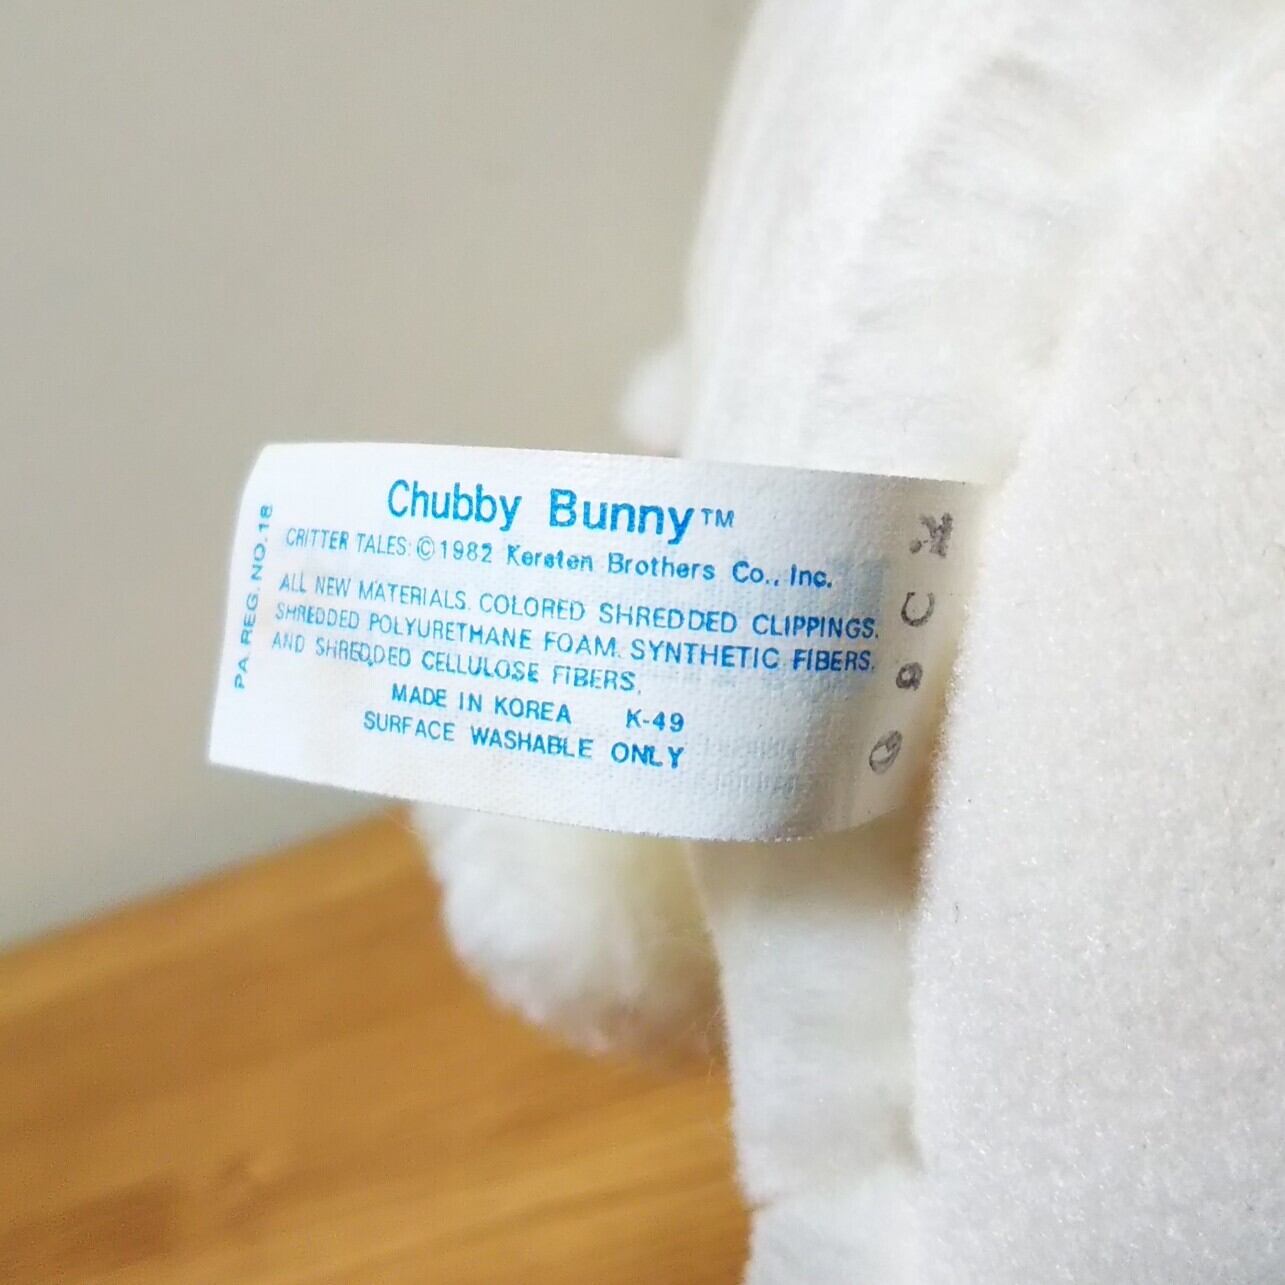 Chubby Bunny™
CRITTER TALES: ©1982 Kersten Brothers Co., Inc.
ALL NEW MATERIALS. COLORED SHREDDED CLIPPINGS.
SHREDDED POLYURETHANE FOAM. SYNTHETIC FIBERS.
AND SHREDDED CELLULOSE FIBERS.
MADE IN KOREA K-49
SURFACE WASHABLE ONLY
PA. REG. NO. 18